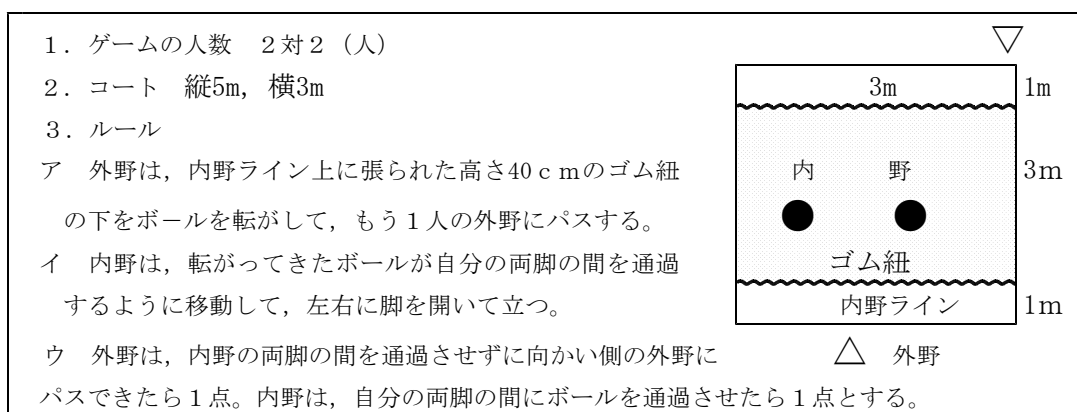 １．ゲームの人数　２対２（人）
２．コート　縦5m，横3m
３．ルール
ア　外野は，内野ライン上に張られた高さ40ｃｍのゴム紐
の下をボールを転がして，もう１人の外野にパスする。
イ　内野は，転がってきたボールが自分の両脚の間を通過
するように移動して，左右に脚を開いて立つ。
ウ　外野は，内野の両脚の間を通過させずに向かい側の外野に
パスできたら１点。内野は，自分の両脚の間にボールを通過させたら１点とする。
3m
1m
内　野
3m
ゴム紐
内野ライン
1m
外野